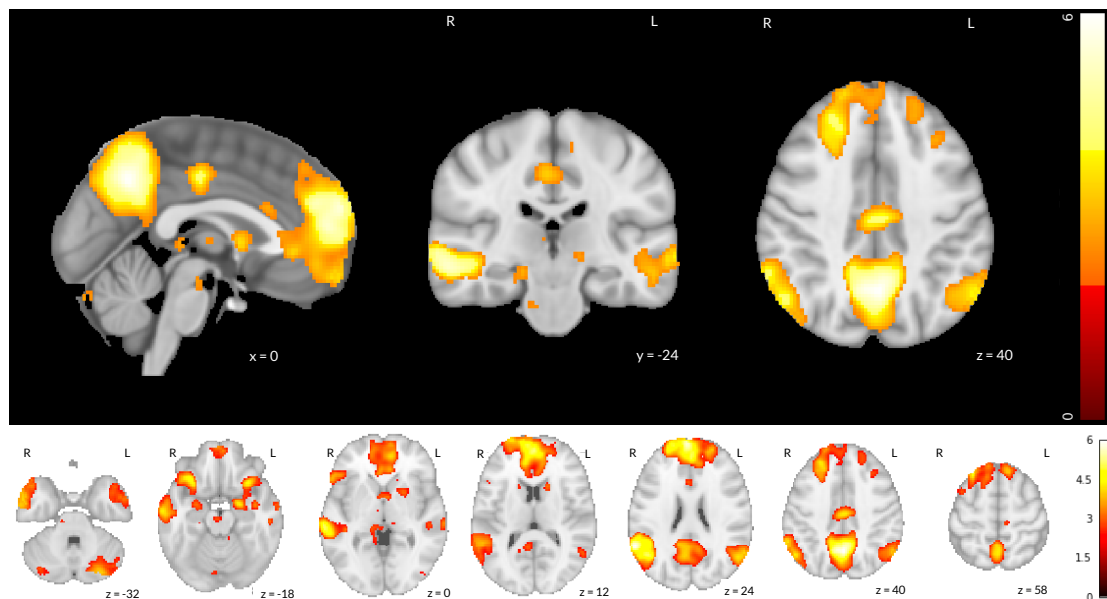 R L R L 6
x = 0 y = -24 z = 40
0
R L R L R L R L R L R L R L 6
4.5
3
1.5
z = -32 z = -18 z = 0 z = 12 z = 24 z = 40 z = 58 0